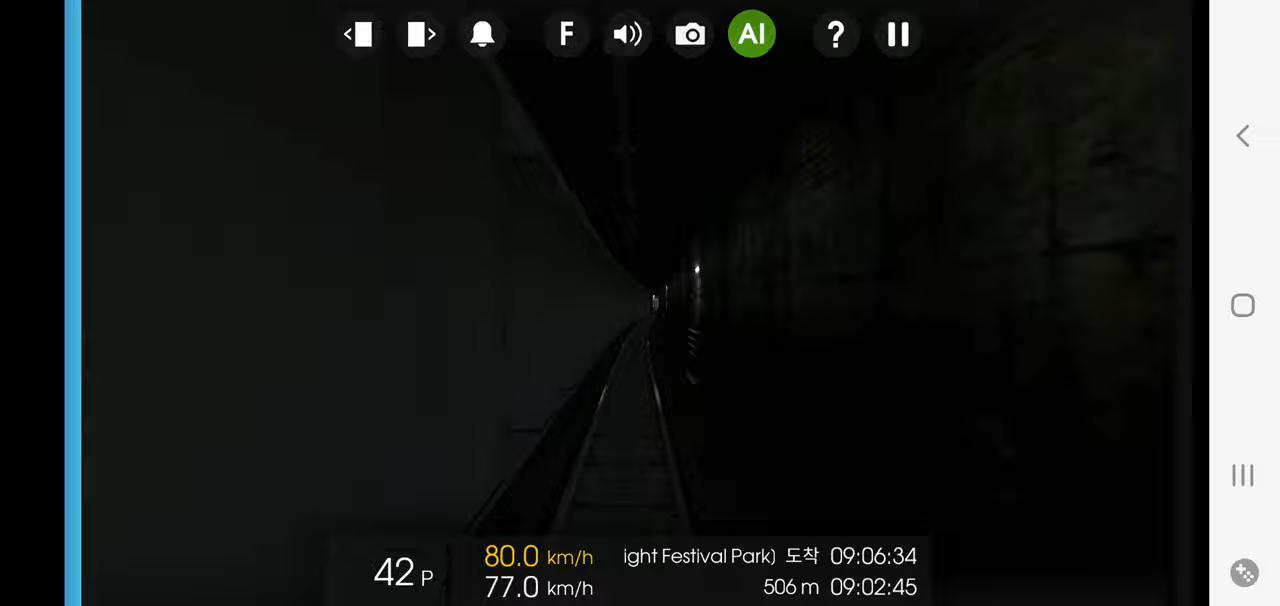 F
AI
?
42 P
80.0 km/h
77.0 km/h
ight Festival Park) 도착 09:06:34
506 m 09:02:45